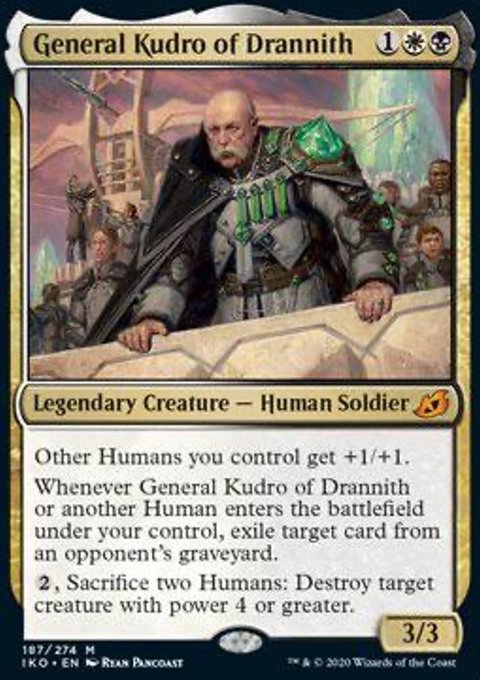 General Kudro of Drannith 1
Legendary Creature — Human Soldier
Other Humans you control get +1/+1.
Whenever General Kudro of Drannith
or another Human enters the battlefield
under your control, exile target card from
an opponent's graveyard.
2, Sacrifice two Humans: Destroy target
creature with power 4 or greater.
3/3
187/274 M
IKO • EN Ryan Pancoast
™ & © 2020 Wizards of the Coast